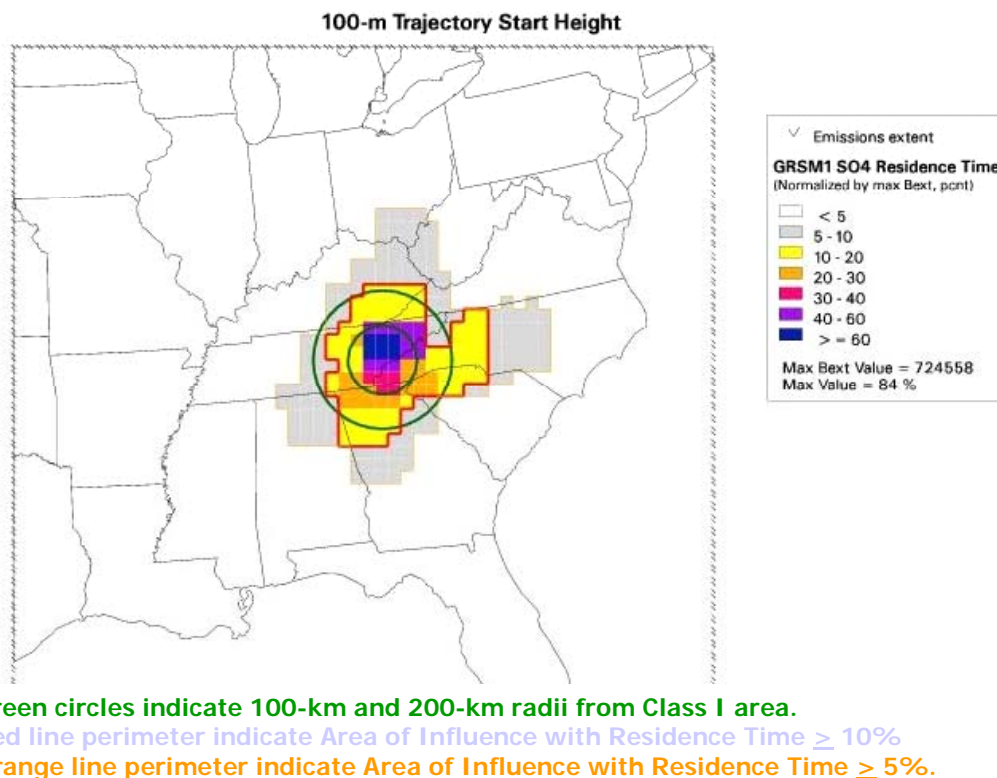 100-m Trajectory Start Height
Emissions extent
GRSM1 SO4 Residence Time
(Normalized by max Bext, pcnt)
< 5
5 - 10
10 - 20
20 - 30
30 - 40
40 - 60
> = 60
Max Bext Value = 724558
Max Value = 84 %
reen circles indicate 100-km and 200-km radii from Class I area.
ed line perimeter indicate Area of Influence with Residence Time ≥ 10%
range line perimeter indicate Area of Influence with Residence Time ≥ 5%.